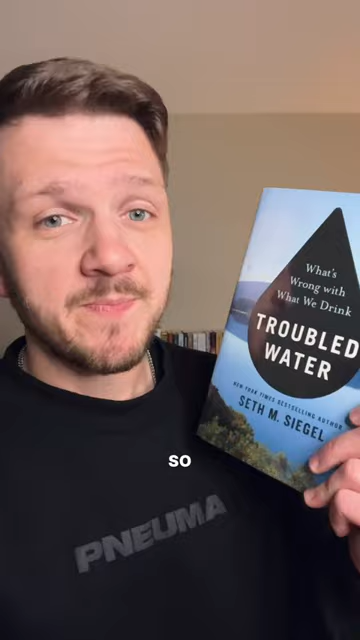 What's
Wrong with
What We Drink
TROUBLED
WATER
NEW YORK TIMES BESTSELLING AUTHOR
SETH M. SIEGEL
so
PNEUMA